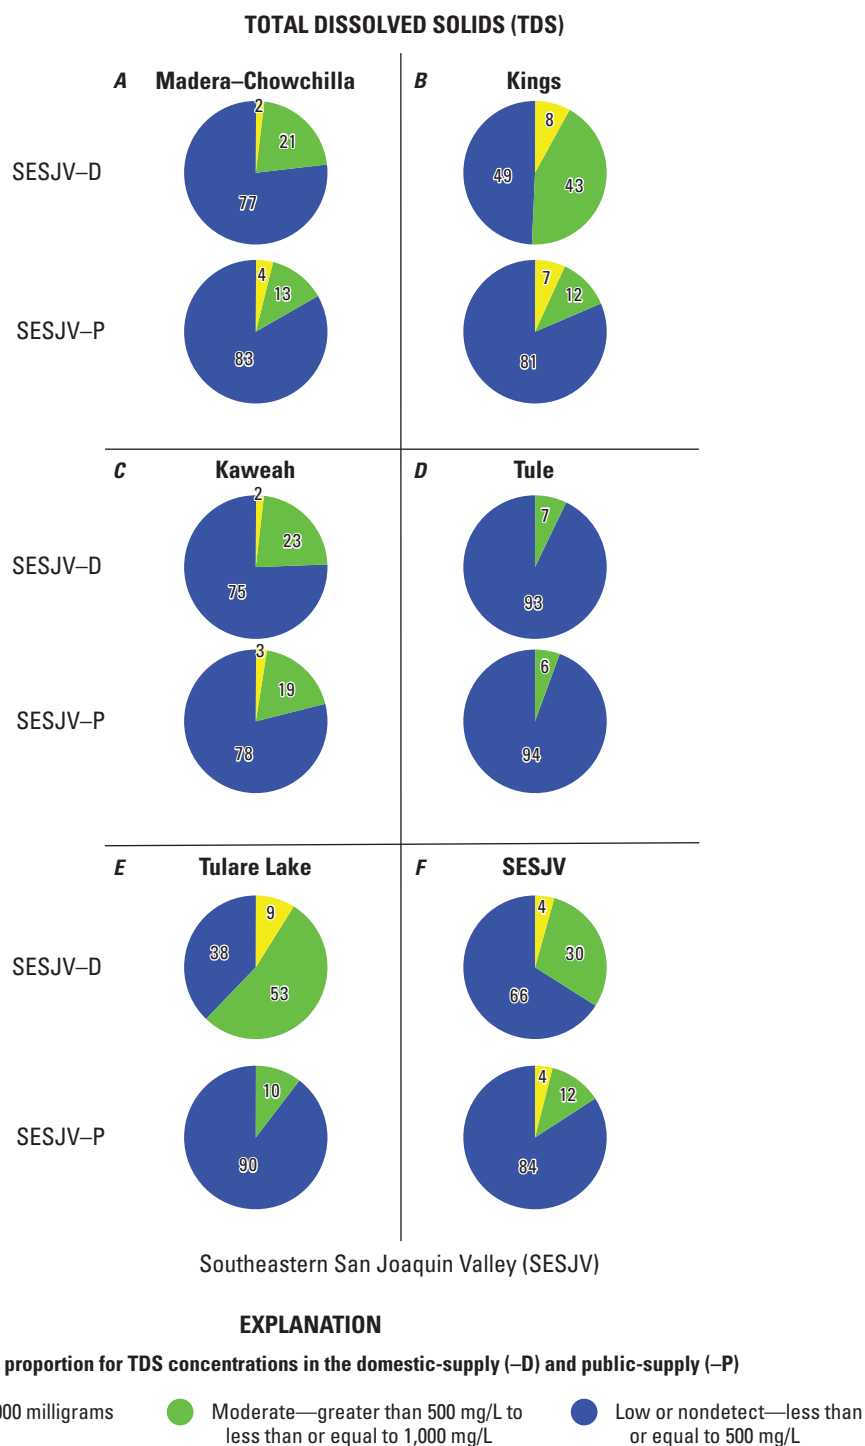 TOTAL DISSOLVED SOLIDS (TDS)
A Madera–Chowchilla
B Kings
SESJV–D
2
21
77
8
43
49
SESJV–P
4
13
83
7
12
81
C Kaweah
D Tule
SESJV–D
2
23
75
7
93
SESJV–P
3
19
78
6
94
E Tulare Lake
F SESJV
SESJV–D
9
53
38
4
30
66
SESJV–P
10
90
4
12
84
Southeastern San Joaquin Valley (SESJV)
EXPLANATION
proportion for TDS concentrations in the domestic-supply (–D) and public-supply (–P)
00 milligrams
Moderate—greater than 500 mg/L to
less than or equal to 1,000 mg/L
Low or nondetect—less than
or equal to 500 mg/L